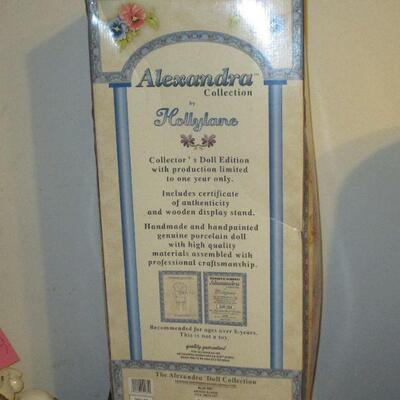 Alexandra™
Collection
by
Hollylane
Collector's Doll Edition
with production limited
to one year only.
Includes certificate
of authenticity
and wooden display stand.
Handmade and handpainted
genuine porcelain doll
with high quality
materials assembled with
professional craftsmanship.
Alexandra
Recommended for ages over 8-years.
This is not a toy.
quality guaranteed
The Alexandra™ Doll Collection